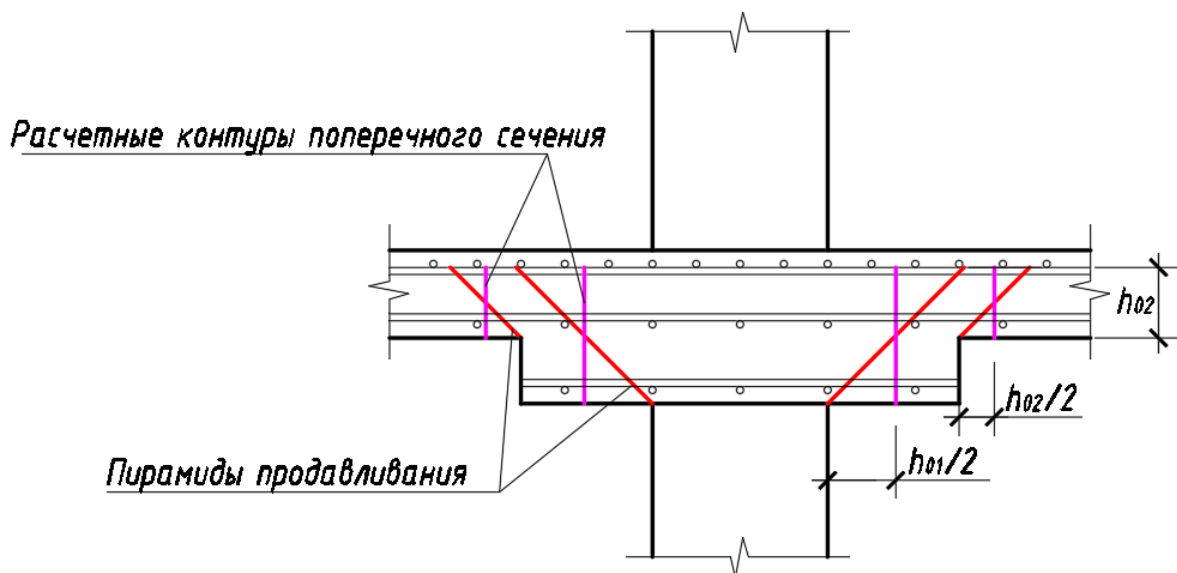 Расчетные контуры поперечного сечения
h02
h02/2
h01/2
Пирамиды продавливания